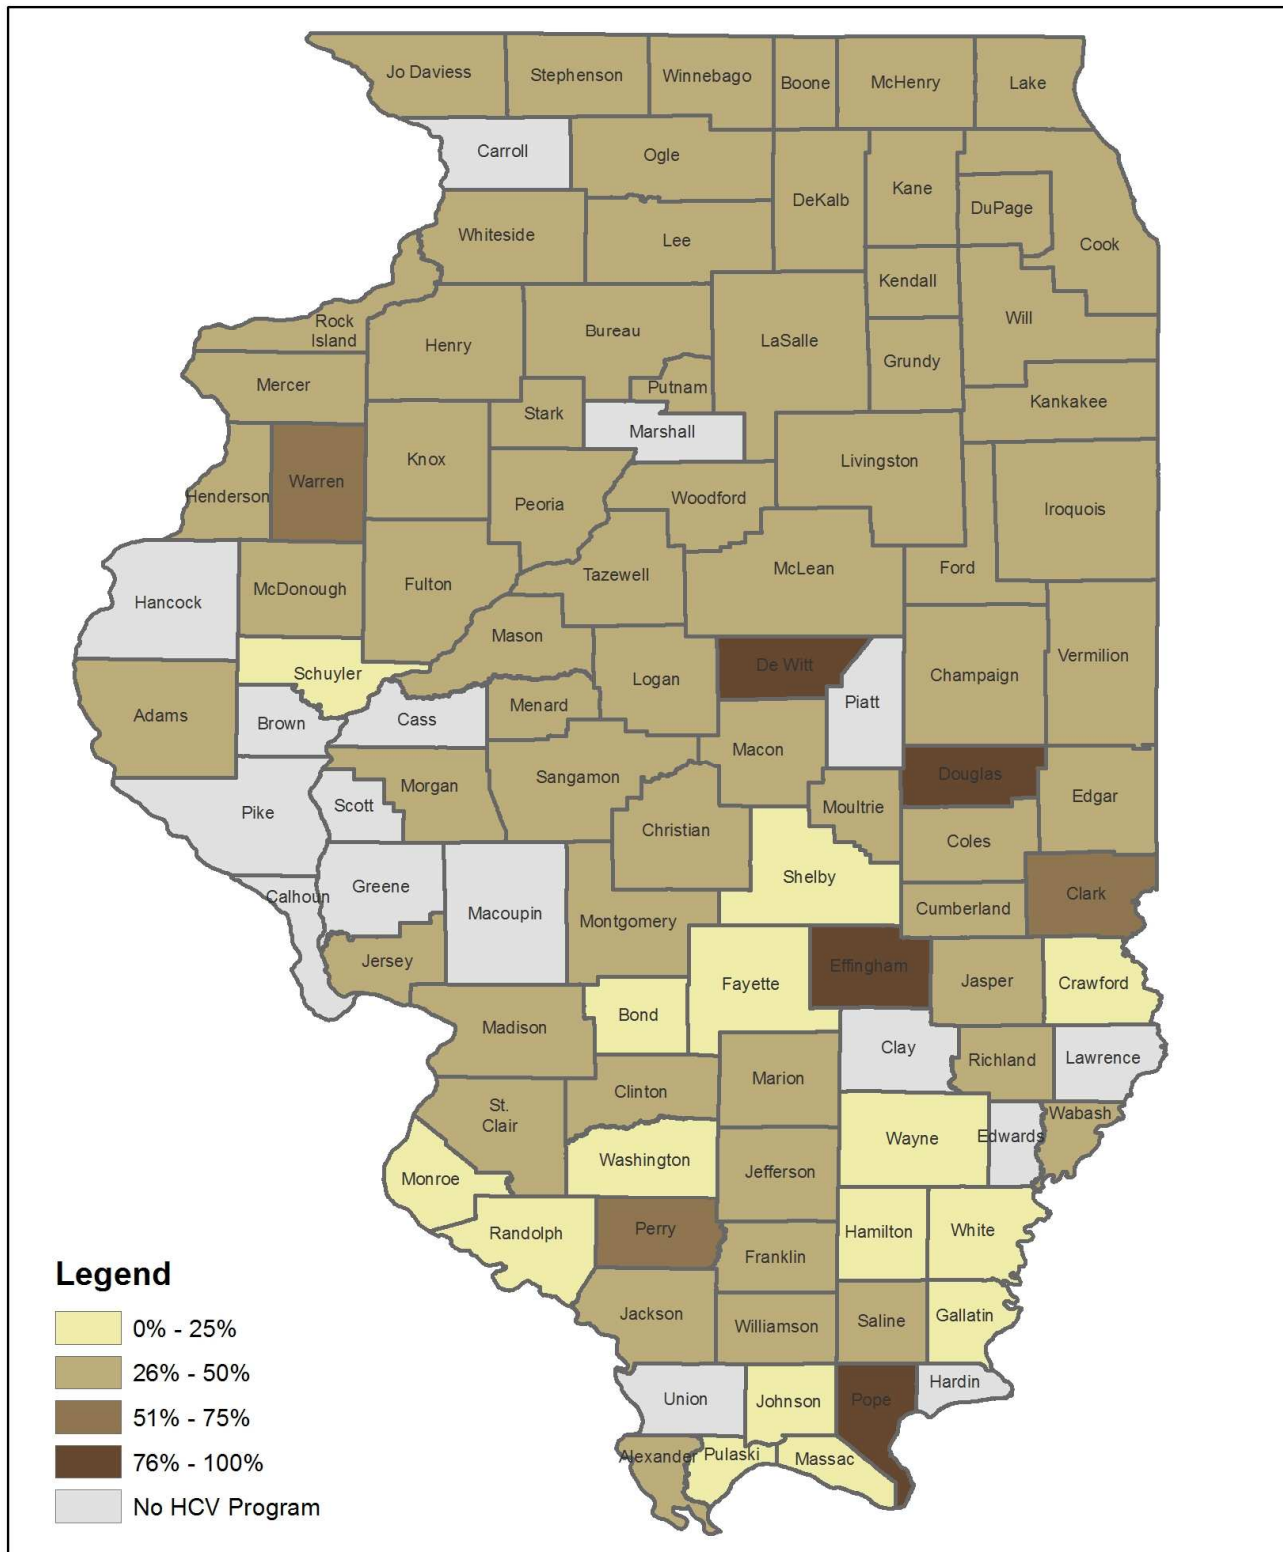 Jo Daviess
Stephenson
Winnebago
Boone
McHenry
Lake
Carroll
Ogle
DeKalb
Kane
DuPage
Cook
Whiteside
Lee
Kendall
Will
Rock
Island
Henry
Bureau
LaSalle
Grundy
Mercer
Putnam
Kankakee
Stark
Marshall
Knox
Livingston
Warren
Henderson
Peoria
Woodford
Iroquois
Hancock
McDonough
Fulton
Tazewell
McLean
Ford
Mason
Schuyler
Logan
De Witt
Champaign
Vermilion
Adams
Brown
Cass
Menard
Piatt
Macon
Pike
Scott
Morgan
Sangamon
Douglas
Moultrie
Edgar
Christian
Coles
Calhoun
Greene
Macoupin
Montgomery
Shelby
Cumberland
Clark
Jersey
Fayette
Effingham
Jasper
Crawford
Madison
Bond
Clay
Richland
Lawrence
St.
Clair
Clinton
Marion
Wabash
Monroe
Washington
Jefferson
Wayne
Edwards
Randolph
Perry
Franklin
Hamilton
White
Jackson
Williamson
Saline
Gallatin
Union
Johnson
Pope
Hardin
Alexander
Pulaski
Massac
Legend
0% - 25%
26% - 50%
51% - 75%
76% - 100%
No HCV Program